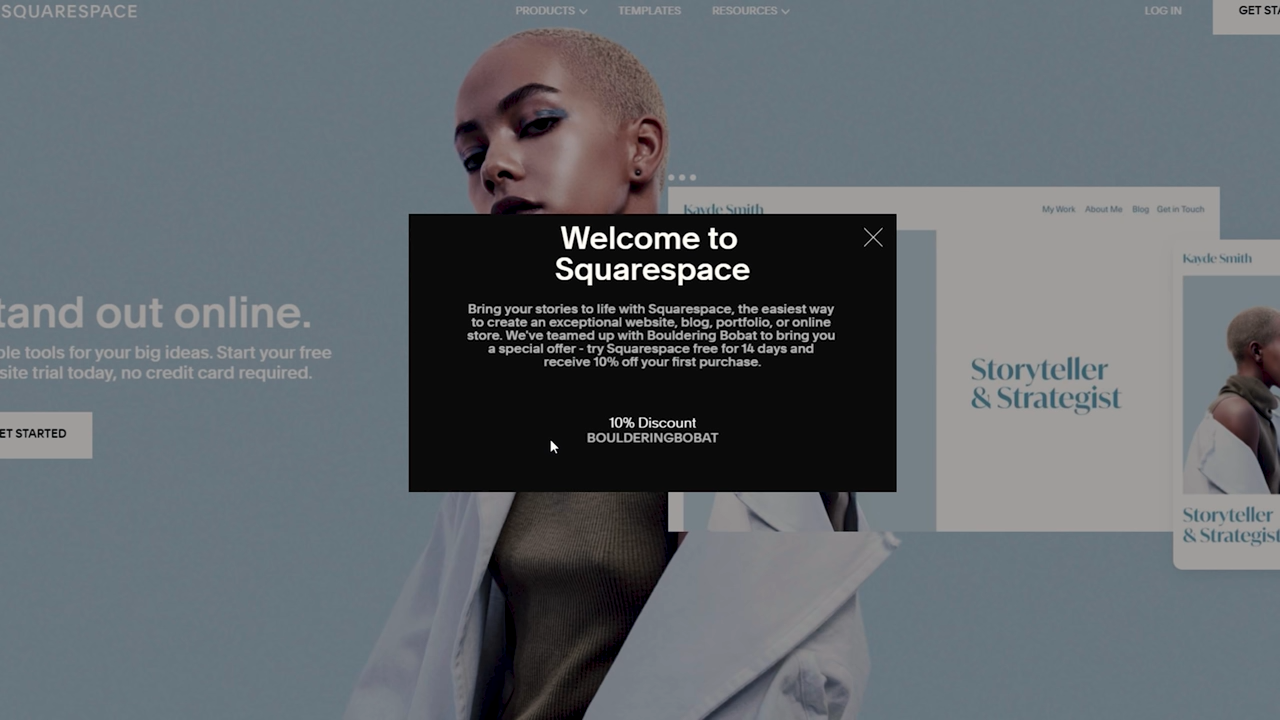 SQUARESPACE
PRODUCTS
TEMPLATES
RESOURCES
LOG IN
GET STA
tand out online.
ple tools for your big ideas. Start your free
site trial today, no credit card required.
ET STARTED
Welcome to
Squarespace
Bring your stories to life with Squarespace, the easiest way
to create an exceptional website, blog, portfolio, or online
store. We've teamed up with Bouldering Bobat to bring you
a special offer - try Squarespace free for 14 days and
receive 10% off your first purchase.
10% Discount
BOULDERINGBOBAT
Kayde Smith
My Work
About Me
Blog
Get in Touch
Storyteller
& Strategist
Kayde Smith
Storyteller
& Strategist